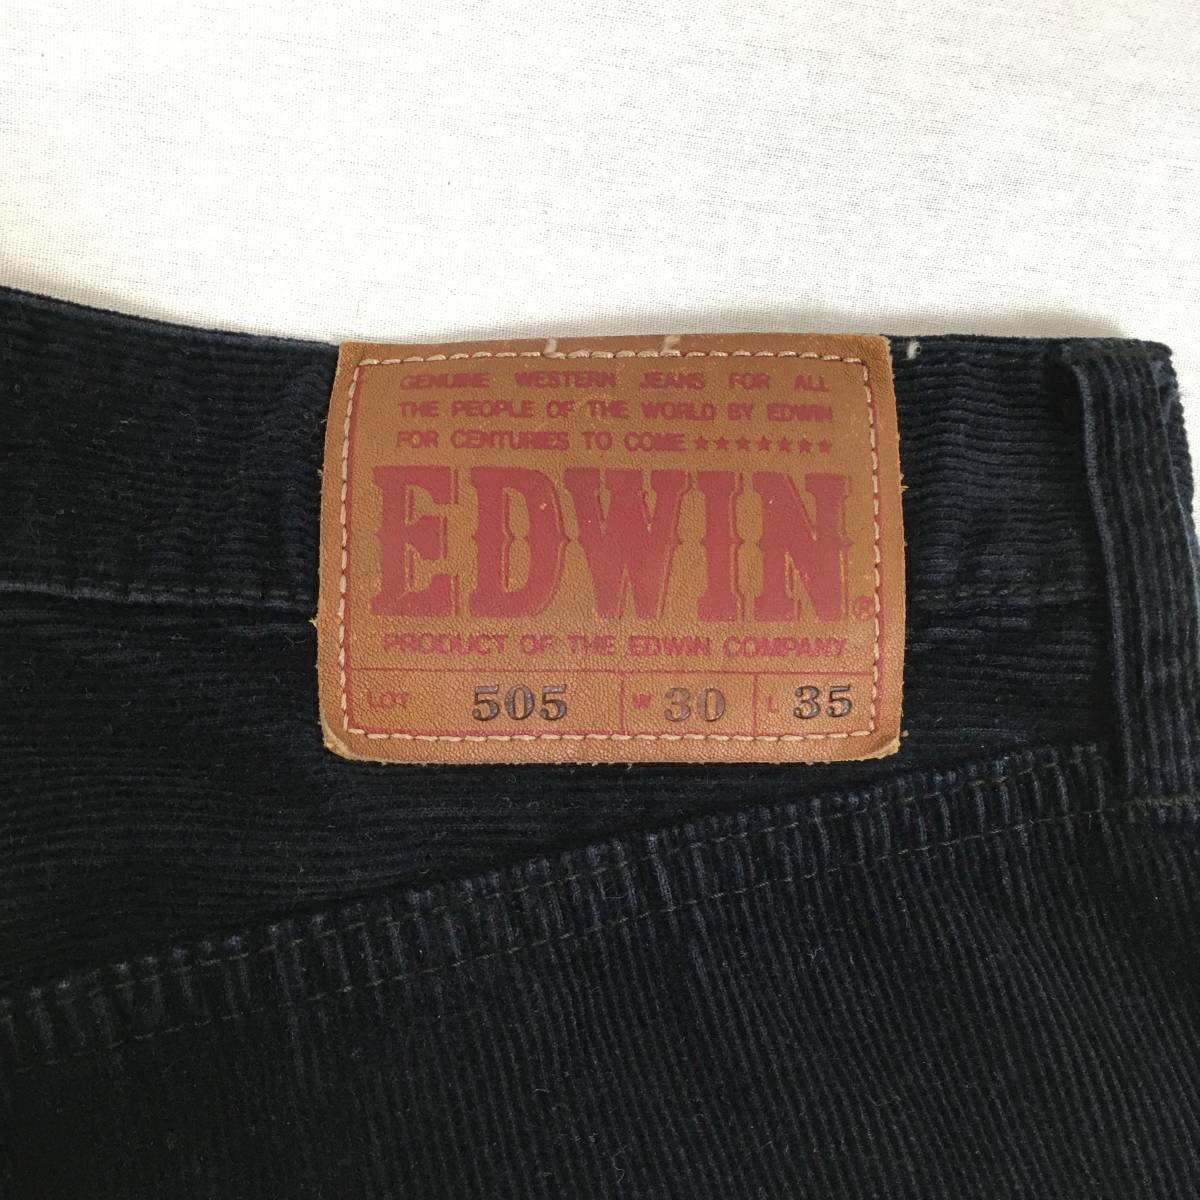 GENUINE WESTERN JEANS FOR ALL
THE PEOPLE OF THE WORLD BY EDWIN
FOR CENTURIES TO COME ★★★★★★★
EDWIN®
PRODUCT OF THE EDWIN COMPANY
LOT 505 W 30 L 35